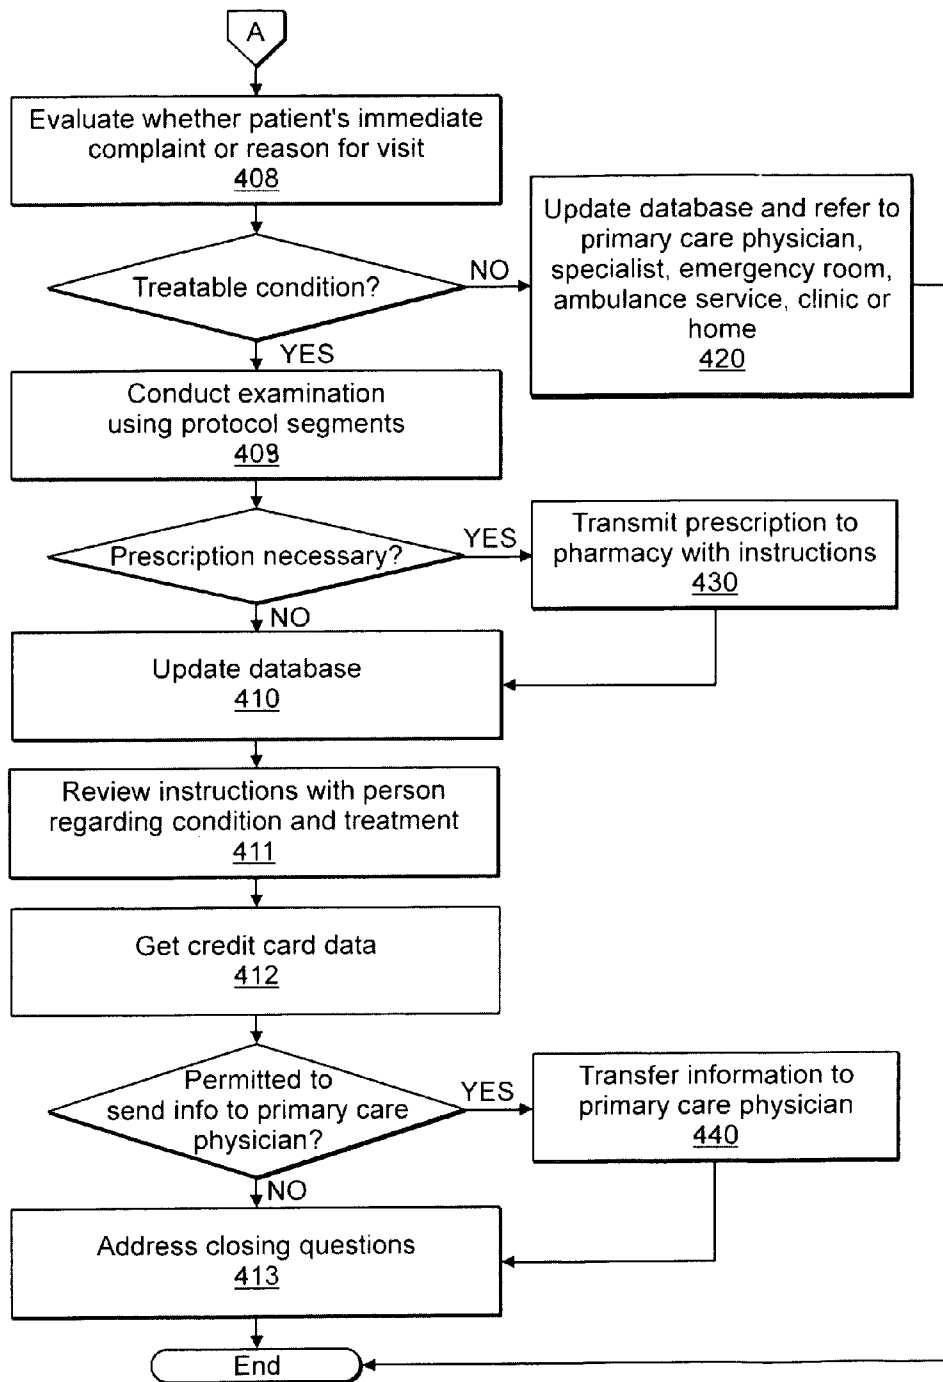 A
Evaluate whether patient's immediate
complaint or reason for visit
408
Treatable condition?
NO
Update database and refer to
primary care physician,
specialist, emergency room,
ambulance service, clinic or
home
420
YES
Conduct examination
using protocol segments
409
Prescription necessary?
YES
Transmit prescription to
pharmacy with instructions
430
NO
Update database
410
Review instructions with person
regarding condition and treatment
411
Get credit card data
412
Permitted to
send info to primary care
physician?
YES
Transfer information to
primary care physician
440
NO
Address closing questions
413
End